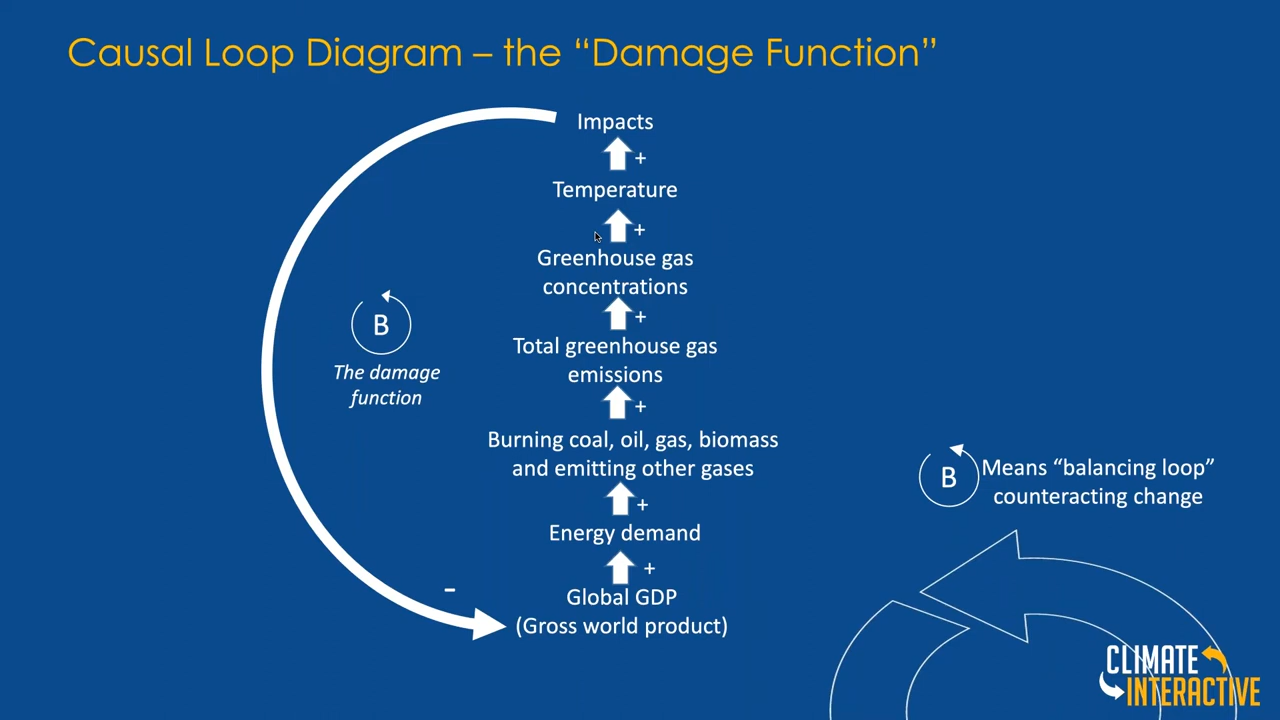 Causal Loop Diagram – the “Damage Function”
Impacts
+
Temperature
+
Greenhouse gas
concentrations
+
Total greenhouse gas
emissions
+
Burning coal, oil, gas, biomass
and emitting other gases
+
Energy demand
+
Global GDP
(Gross world product)
-
B
The damage
function
B
Means “balancing loop”
counteracting change
CLIMATE
INTERACTIVE